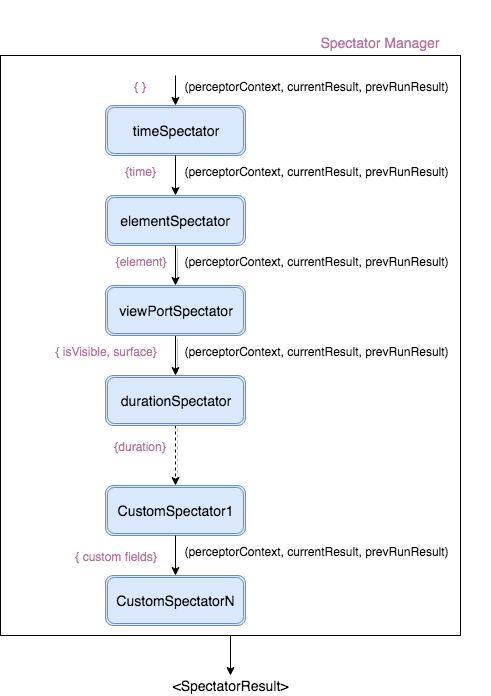 Spectator Manager
{ } (perceptorContext, currentResult, prevRunResult)
timeSpectator
{time} (perceptorContext, currentResult, prevRunResult)
elementSpectator
{element} (perceptorContext, currentResult, prevRunResult)
viewPortSpectator
{ isVisible, surface} (perceptorContext, currentResult, prevRunResult)
durationSpectator
{duration}
CustomSpectator1
{ custom fields} (perceptorContext, currentResult, prevRunResult)
CustomSpectatorN
<SpectatorResult>